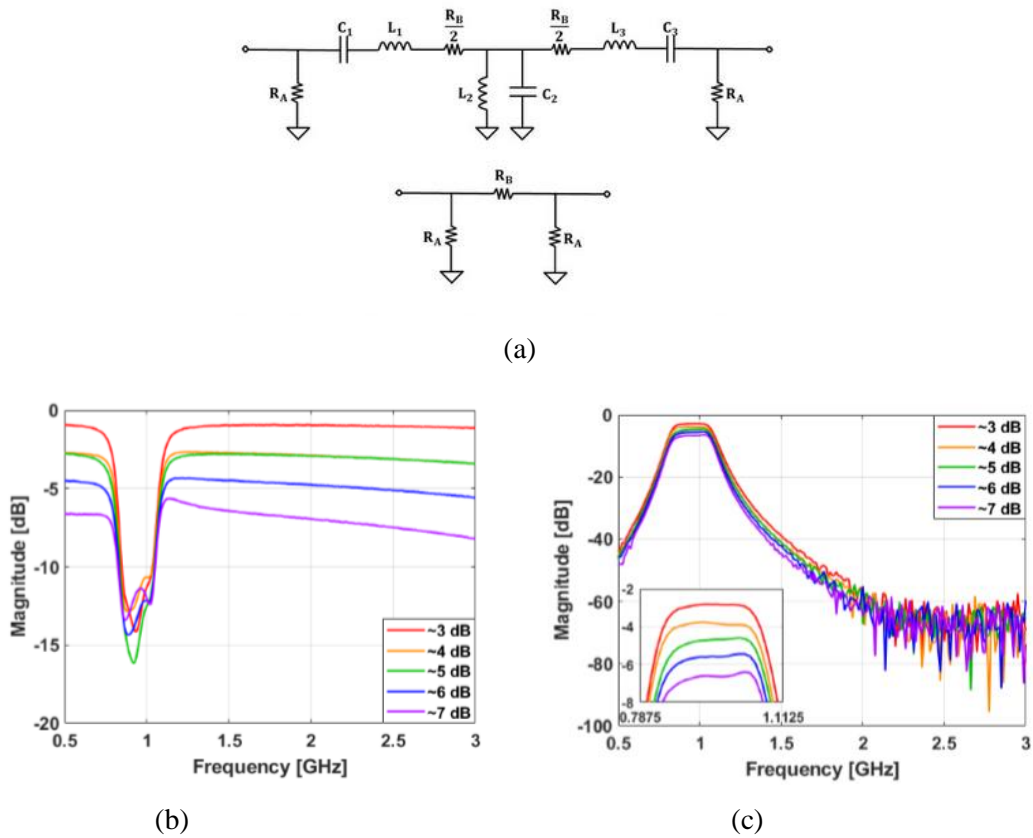 C1 L1 RB/2 RB/2 L3 C3
RA L2 C2 RA
RB
RA RA
(a)
0
-5
-10
-15
-20
Magnitude [dB]
~3 dB
~4 dB
~5 dB
~6 dB
~7 dB
0.5 1 1.5 2 2.5 3
Frequency [GHz]
(b)
0
-20
-40
-60
-80
-100
Magnitude [dB]
~3 dB
~4 dB
~5 dB
~6 dB
~7 dB
-2
-4
-6
-8
0.7875 1.1125
0.5 1 1.5 2 2.5 3
Frequency [GHz]
(c)